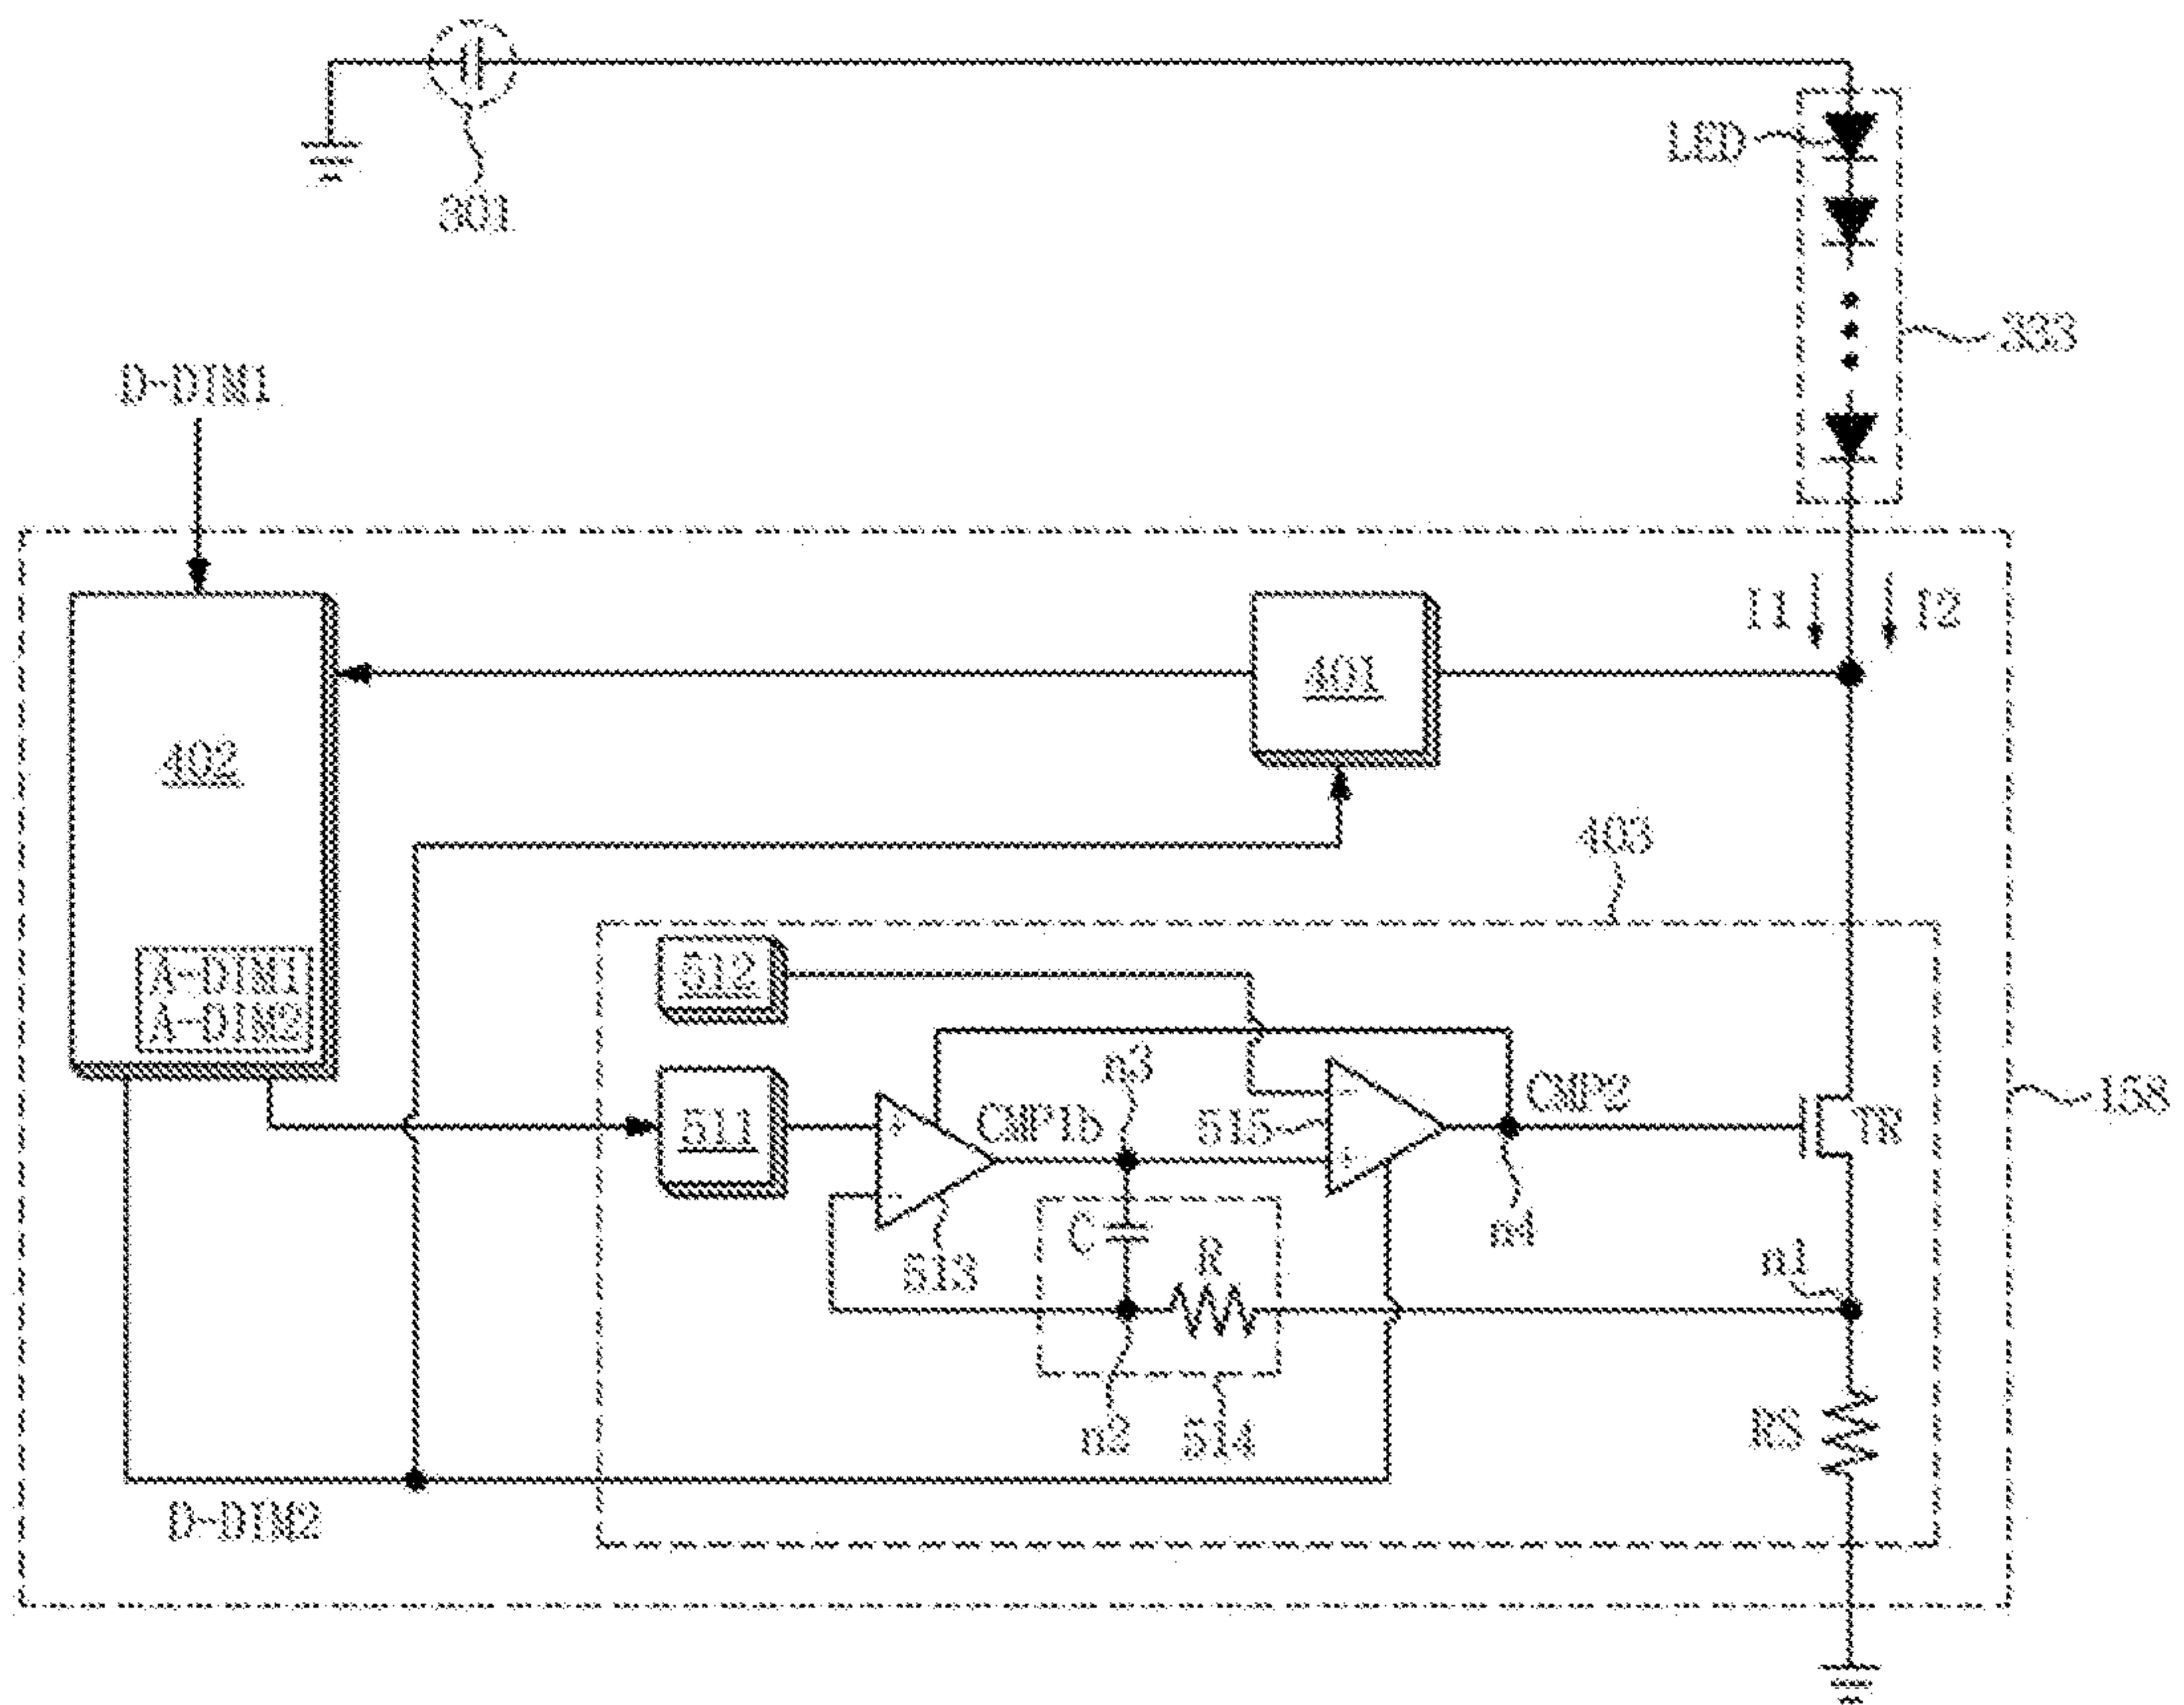 801
LED
333
D-DIM1
I1
I2
401
402
403
A-DIM1
A-DIM2
512
n3
511
CMP1b
515
CMP2
TR
158
C
R
513
n4
n1
n2
514
RS
D-DIM2